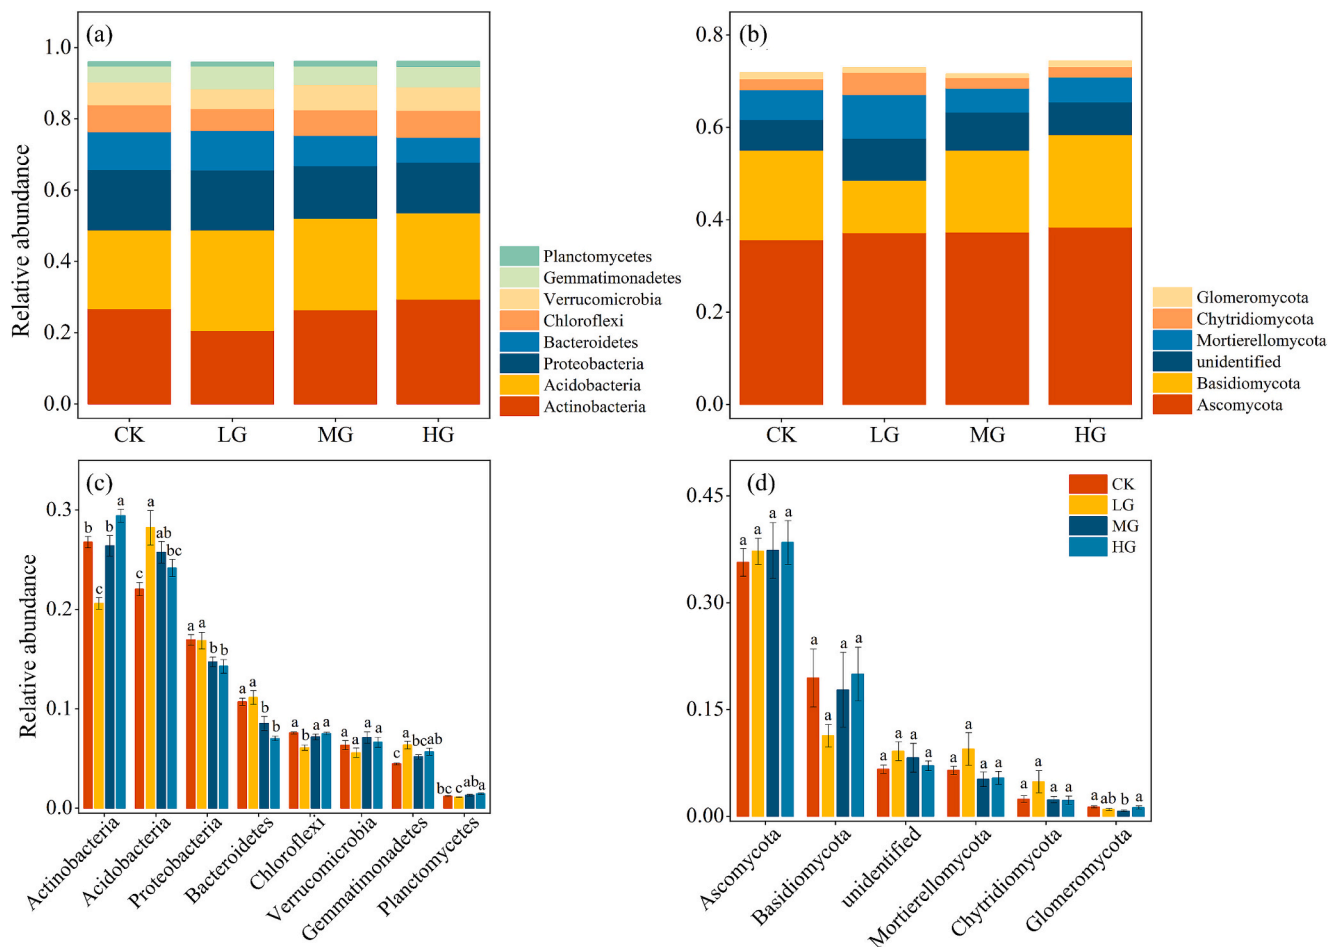 (a)
1.0
0.8
0.6
0.4
0.2
0.0
Relative abundance
CK LG MG HG
Planctomycetes
Gemmatimonadetes
Verrucomicrobia
Chloroflexi
Bacteroidetes
Proteobacteria
Acidobacteria
Actinobacteria
(b)
0.8
0.6
0.4
0.2
0.0
Relative abundance
CK LG MG HG
Glomeromycota
Chytridiomycota
Mortierellomycota
unidentified
Basidiomycota
Ascomycota
(c)
0.3
0.2
0.1
0.0
Relative abundance
b c b a
c a ab bc
a a b b
a a b b
a b a a
a a a a
c a bc ab
bc c ab a
Actinobacteria
Acidobacteria
Proteobacteria
Bacteroidetes
Chloroflexi
Verrucomicrobia
Gemmatimonadetes
Planctomycetes
(d)
0.45
0.30
0.15
0.00
Relative abundance
CK
LG
MG
HG
a a a a
a a a a
a a a a
a a a a
a a a a
a ab b a
Ascomycota
Basidiomycota
unidentified
Mortierellomycota
Chytridiomycota
Glomeromycota